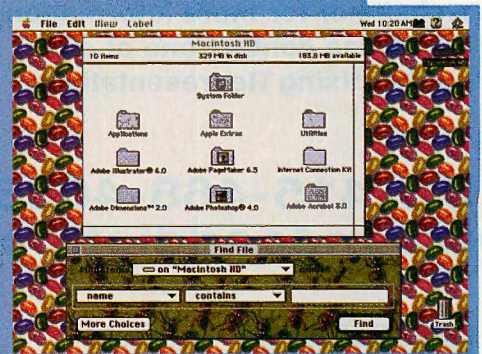 File Edit View Label Wed 10:20 AM
Macintosh HD
10 items 329 MB in disk 183.8 MB available
System Folder
Applications Apple Extras Utilities
Adobe Illustrator® 6.0 Adobe PageMaker 6.5 Internet Connection Kit
Adobe Dimensions™ 2.0 Adobe Photoshop® 4.0 Adobe Acrobat 3.0
Find File
on "Macintosh HD"
name contains
More Choices Find
Trash